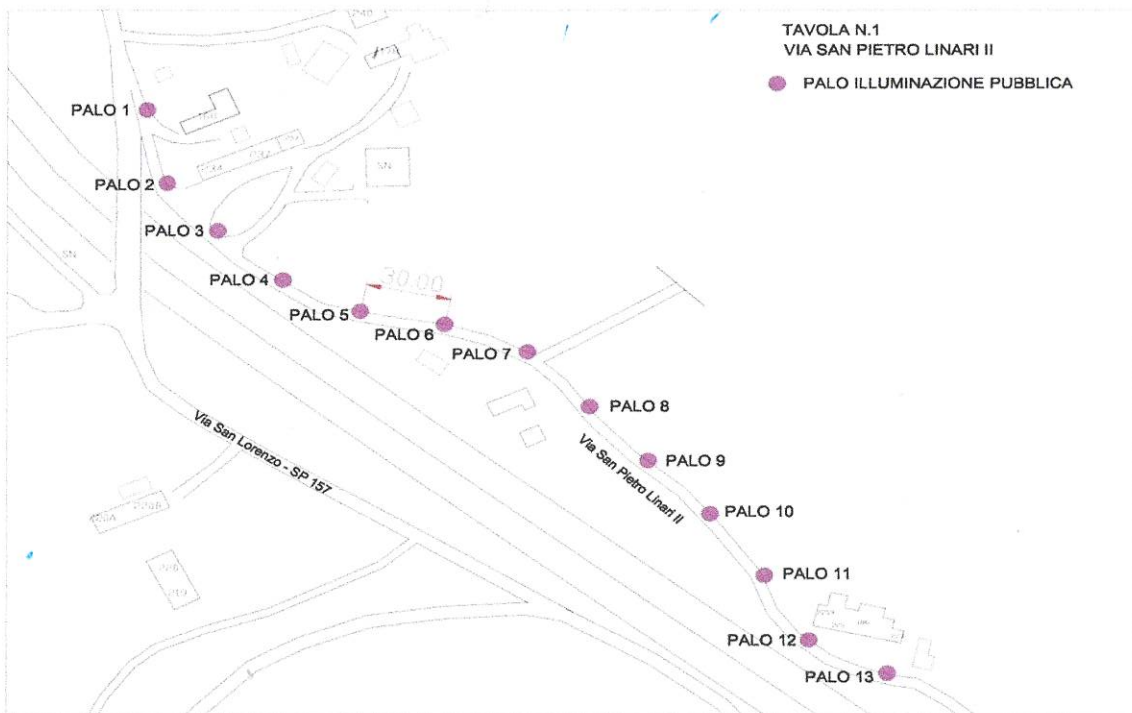 TAVOLA N.1
VIA SAN PIETRO LINARI II
PALO ILLUMINAZIONE PUBBLICA
PALO 1
PALO 2
SN
PALO 3
SN
PALO 4
30.00
PALO 5
PALO 6
PALO 7
PALO 8
Via San Lorenzo - SP 157
Via San Pietro Linari II
PALO 9
PALO 10
PALO 11
PALO 12
PALO 13